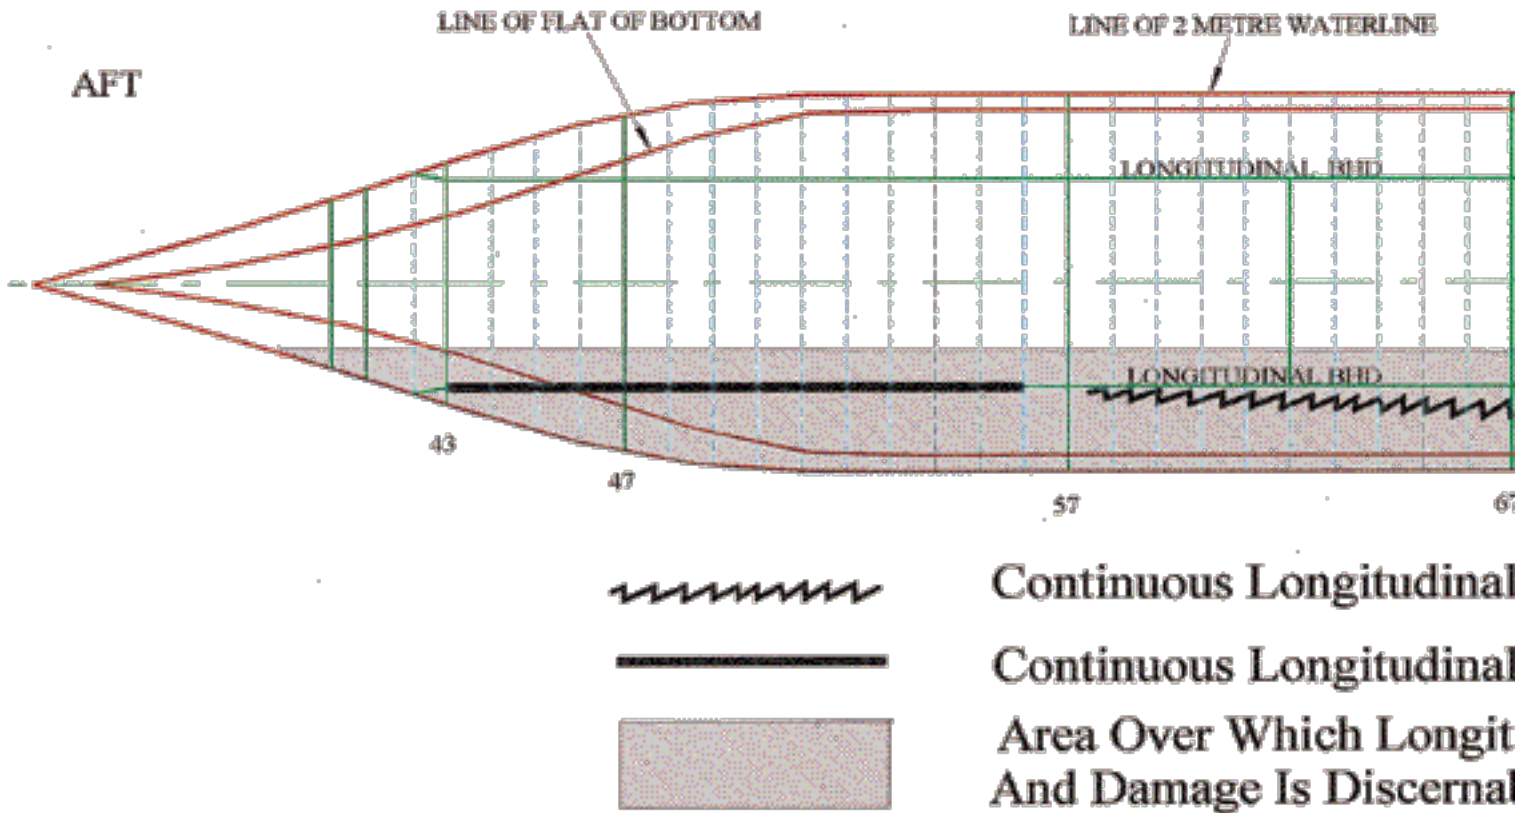 LINE OF FLAT OF BOTTOM
LINE OF 2 METRE WATERLINE
AFT
LONGITUDINAL BHD
LONGITUDINAL BHD
43
47
57
67
Continuous Longitudinal
Continuous Longitudinal
Area Over Which Longit
And Damage Is Discernal